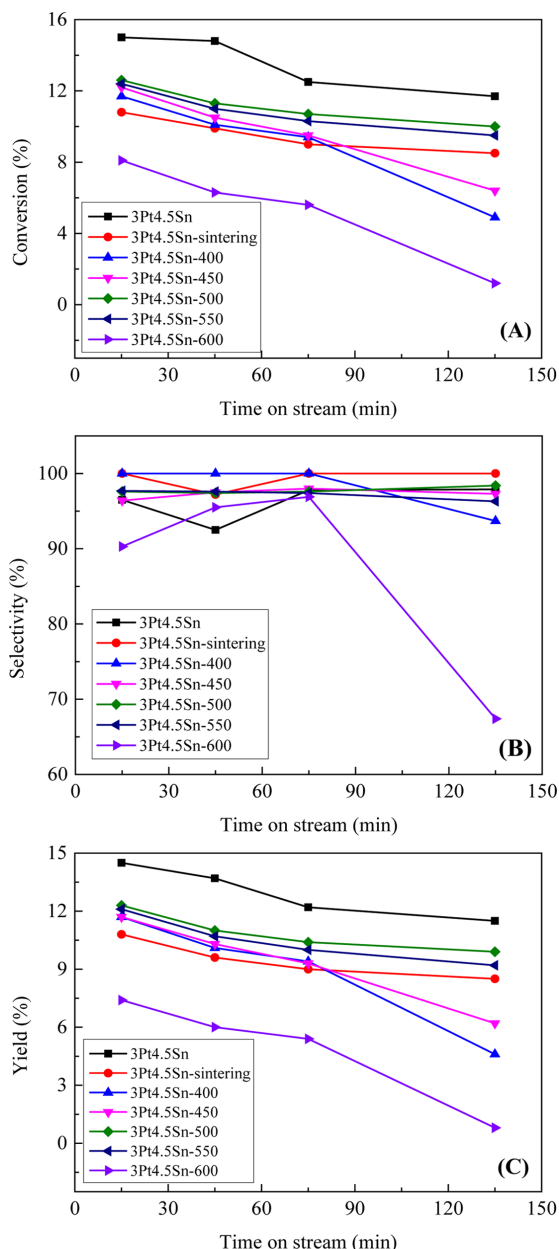 16
12
8
4
0
Conversion (%)
3Pt4.5Sn
3Pt4.5Sn-sintering
3Pt4.5Sn-400
3Pt4.5Sn-450
3Pt4.5Sn-500
3Pt4.5Sn-550
3Pt4.5Sn-600
(A)
0 30 60 90 120 150
Time on stream (min)
100
90
80
70
60
Selectivity (%)
3Pt4.5Sn
3Pt4.5Sn-sintering
3Pt4.5Sn-400
3Pt4.5Sn-450
3Pt4.5Sn-500
3Pt4.5Sn-550
3Pt4.5Sn-600
(B)
0 30 60 90 120 150
Time on stream (min)
15
12
9
6
3
0
Yield (%)
3Pt4.5Sn
3Pt4.5Sn-sintering
3Pt4.5Sn-400
3Pt4.5Sn-450
3Pt4.5Sn-500
3Pt4.5Sn-550
3Pt4.5Sn-600
(C)
0 30 60 90 120 150
Time on stream (min)